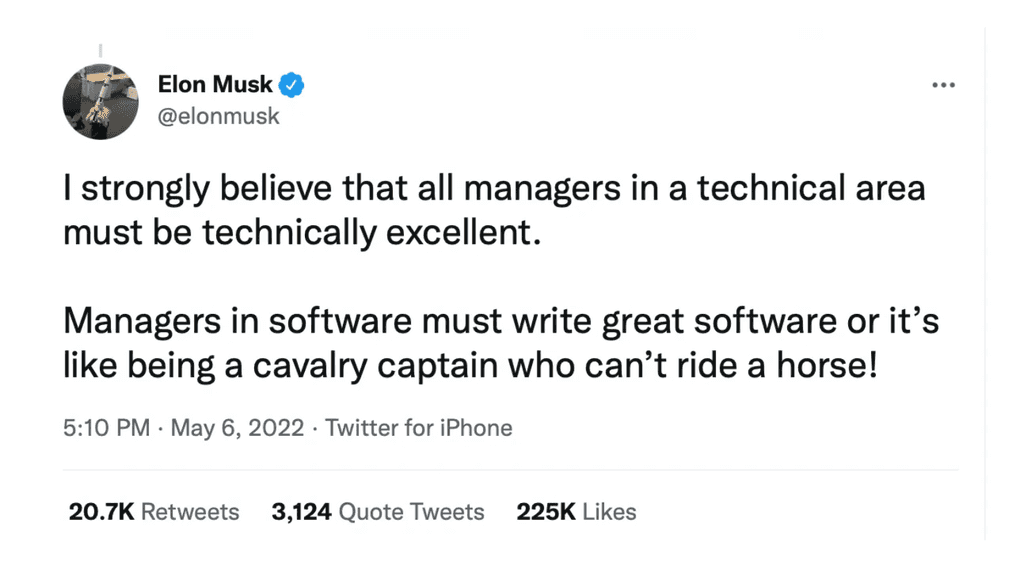 Elon Musk
@elonmusk
I strongly believe that all managers in a technical area
must be technically excellent.
Managers in software must write great software or it’s
like being a cavalry captain who can’t ride a horse!
5:10 PM · May 6, 2022 · Twitter for iPhone
20.7K Retweets 3,124 Quote Tweets 225K Likes